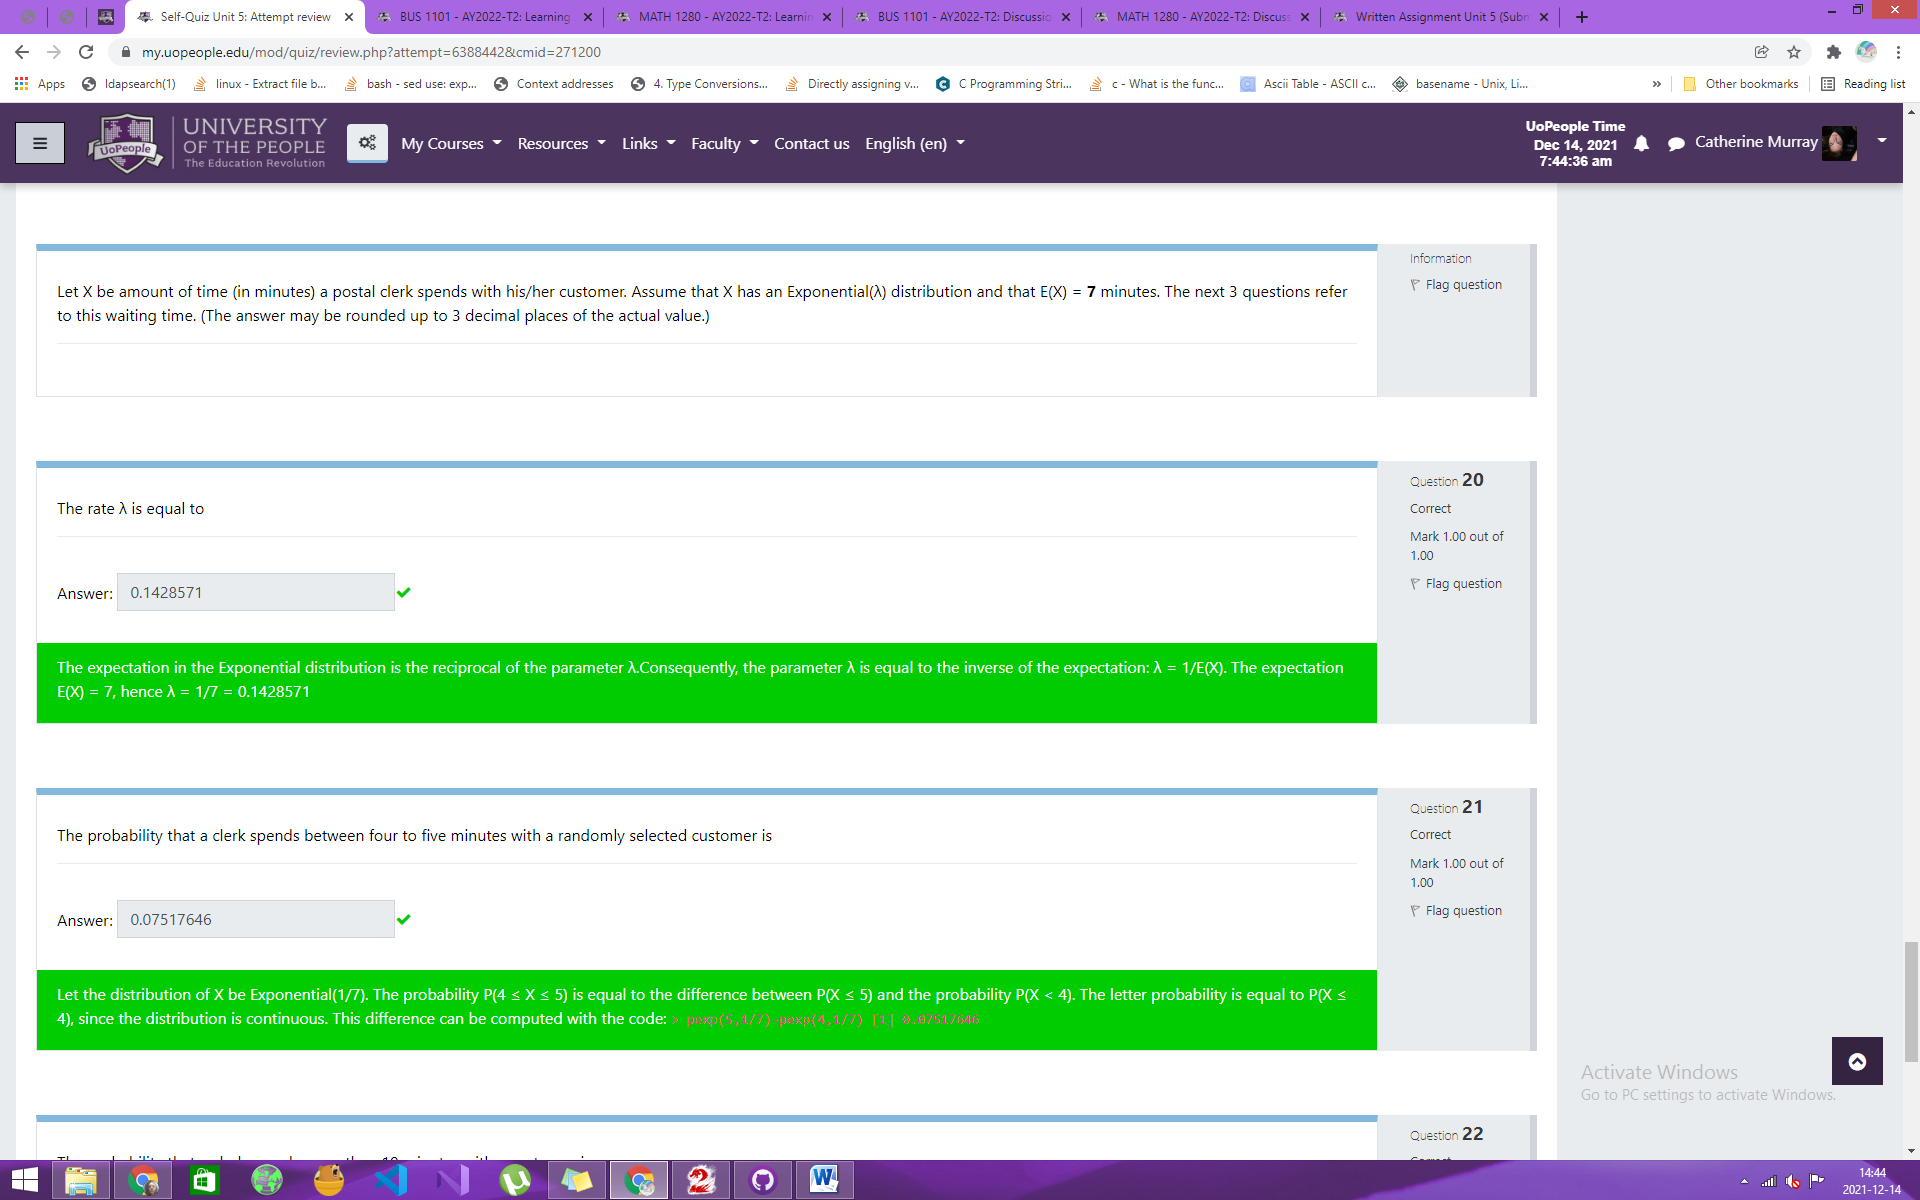 Self-Quiz Unit 5: Attempt review
BUS 1101 - AY2022-T2: Learning
MATH 1280 - AY2022-T2: Learnin
BUS 1101 - AY2022-T2: Discussio
MATH 1280 - AY2022-T2: Discuss
Written Assignment Unit 5 (Subm
my.uopeople.edu/mod/quiz/review.php?attempt=6388442&cmid=271200
Apps
ldapsearch(1)
linux - Extract file b...
bash - sed use: exp...
Context addresses
4. Type Conversions...
Directly assigning v...
C Programming Stri...
c - What is the func...
Ascii Table - ASCII c...
basename - Unix, Li...
»
Other bookmarks
Reading list
UoPeople
UNIVERSITY
OF THE PEOPLE
The Education Revolution
My Courses
Resources
Links
Faculty
Contact us
English (en)
UoPeople Time
Dec 14, 2021
7:44:36 am
Catherine Murray
Let X be amount of time (in minutes) a postal clerk spends with his/her customer. Assume that X has an Exponential(λ) distribution and that E(X) = 7 minutes. The next 3 questions refer
to this waiting time. (The answer may be rounded up to 3 decimal places of the actual value.)
Information
Flag question
The rate λ is equal to
Answer: 0.1428571
The expectation in the Exponential distribution is the reciprocal of the parameter λ.Consequently, the parameter λ is equal to the inverse of the expectation: λ = 1/E(X). The expectation
E(X) = 7, hence λ = 1/7 = 0.1428571
Question 20
Correct
Mark 1.00 out of
1.00
Flag question
The probability that a clerk spends between four to five minutes with a randomly selected customer is
Answer: 0.07517646
Let the distribution of X be Exponential(1/7). The probability P(4 ≤ X ≤ 5) is equal to the difference between P(X ≤ 5) and the probability P(X < 4). The letter probability is equal to P(X ≤
4), since the distribution is continuous. This difference can be computed with the code: > pexp(5,1/7)-pexp(4,1/7) [1] 0.07517646
Question 21
Correct
Mark 1.00 out of
1.00
Flag question
Question 22
Activate Windows
Go to PC settings to activate Windows.
14:44
2021-12-14